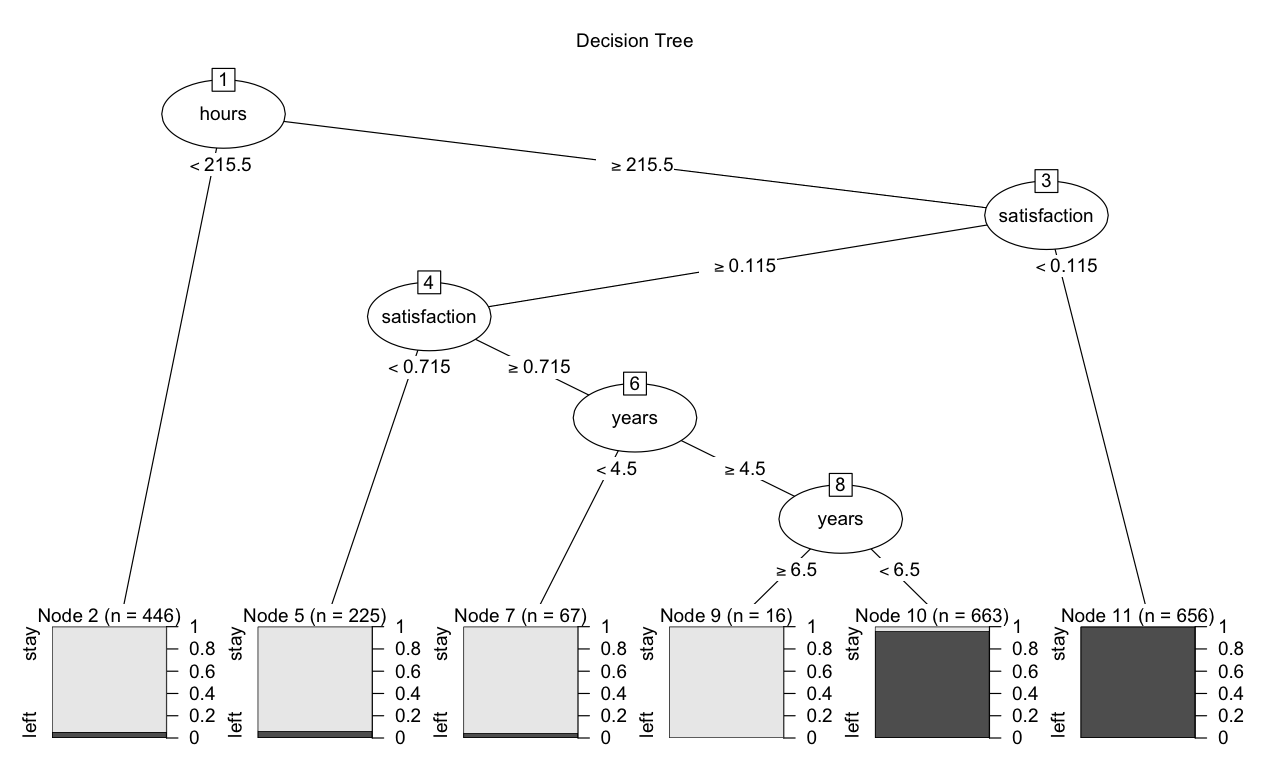 Decision Tree
1
hours
< 215.5
≥ 215.5
3
satisfaction
≥ 0.115
< 0.115
4
satisfaction
< 0.715
≥ 0.715
6
years
< 4.5
≥ 4.5
8
years
≥ 6.5
< 6.5
Node 2 (n = 446)
stay
left
1
0.8
0.6
0.4
0.2
0
Node 5 (n = 225)
stay
left
1
0.8
0.6
0.4
0.2
0
Node 7 (n = 67)
stay
left
1
0.8
0.6
0.4
0.2
0
Node 9 (n = 16)
stay
left
1
0.8
0.6
0.4
0.2
0
Node 10 (n = 663)
stay
left
1
0.8
0.6
0.4
0.2
0
Node 11 (n = 656)
stay
left
1
0.8
0.6
0.4
0.2
0